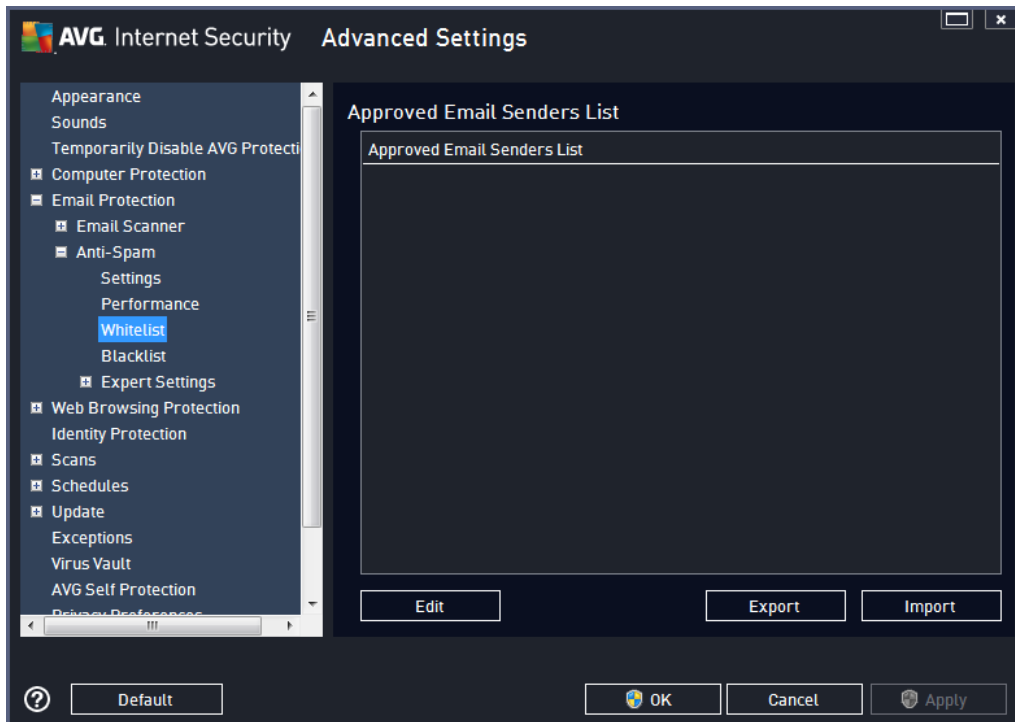 AVG. Internet Security Advanced Settings
Appearance
Sounds
Temporarily Disable AVG Protecti
Computer Protection
Email Protection
Email Scanner
Anti-Spam
Settings
Performance
Whitelist
Blacklist
Expert Settings
Web Browsing Protection
Identity Protection
Scans
Schedules
Update
Exceptions
Virus Vault
AVG Self Protection
Privacy Preferences
Approved Email Senders List
Approved Email Senders List
Edit Export Import
Default OK Cancel Apply